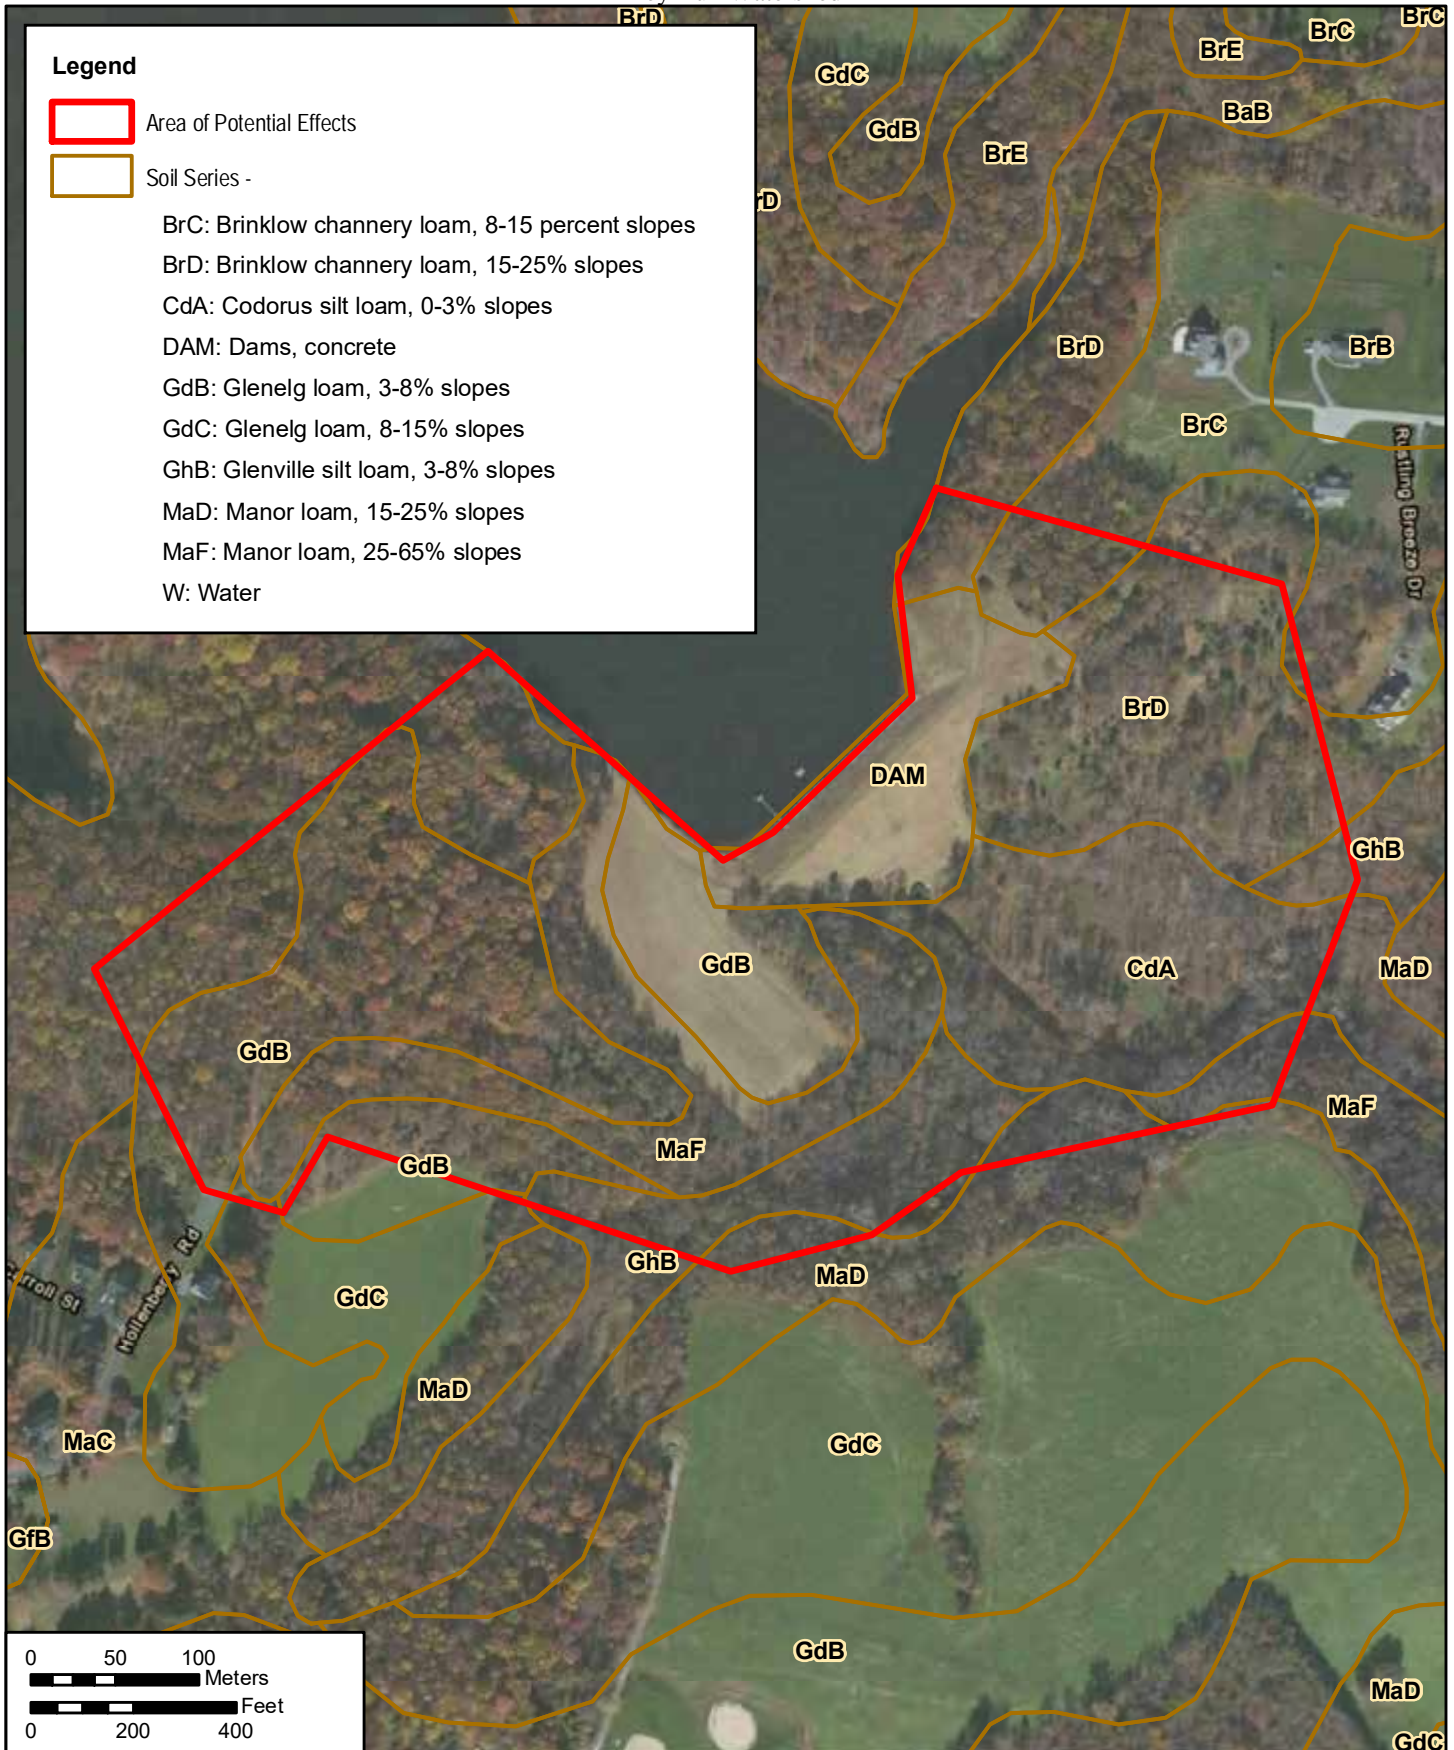 BrD
BrC
BrC
BrE
GdC
BaB
GdB
BrE
Legend
Area of Potential Effects
Soil Series -
BrC: Brinklow channery loam, 8-15 percent slopes
BrD: Brinklow channery loam, 15-25% slopes
CdA: Codorus silt loam, 0-3% slopes
DAM: Dams, concrete
GdB: Glenelg loam, 3-8% slopes
GdC: Glenelg loam, 8-15% slopes
GhB: Glenville silt loam, 3-8% slopes
MaD: Manor loam, 15-25% slopes
MaF: Manor loam, 25-65% slopes
W: Water
rD
BrD
BrB
BrC
Rustling Breeze Dr
BrD
DAM
GhB
GdB
CdA
MaD
GdB
MaF
MaF
GdB
GhB
MaD
Hollenberry Rd
Carroll St
GdC
MaD
MaC
GdC
GfB
GdB
MaD
GdC
0 50 100
Meters
Feet
0 200 400